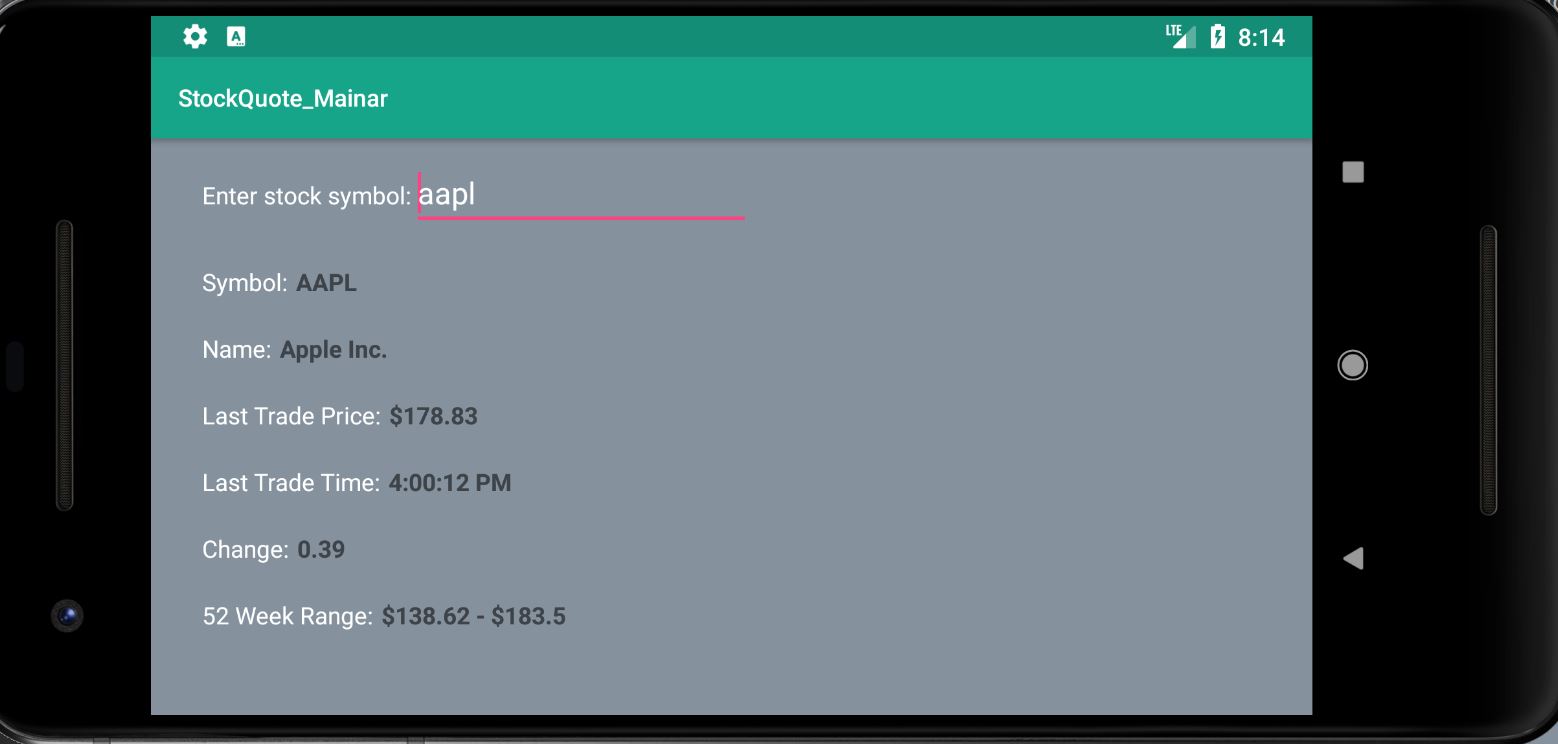 LTE 8:14
StockQuote_Mainar
Enter stock symbol: aapl
Symbol: AAPL
Name: Apple Inc.
Last Trade Price: $178.83
Last Trade Time: 4:00:12 PM
Change: 0.39
52 Week Range: $138.62 - $183.5